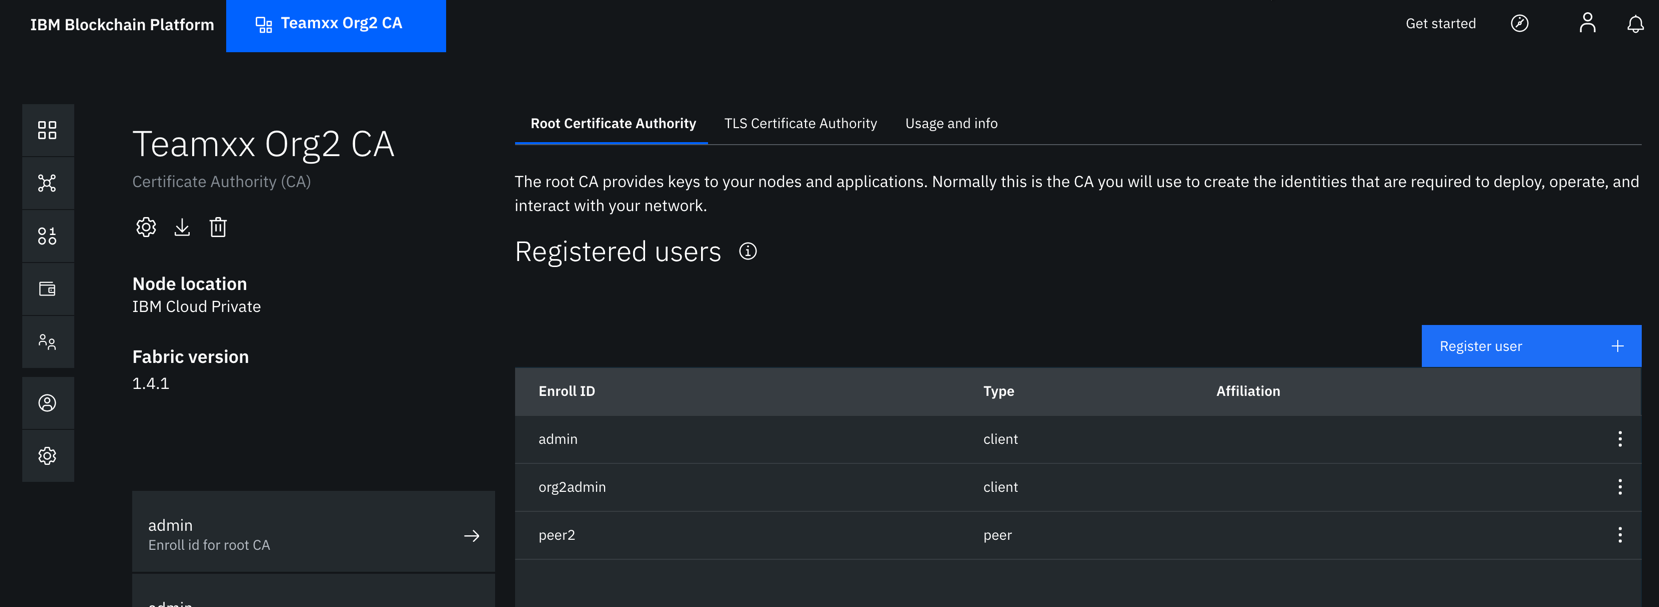 IBM Blockchain Platform
Teamxx Org2 CA
Get started
Teamxx Org2 CA
Certificate Authority (CA)
Node location
IBM Cloud Private
Fabric version
1.4.1
admin
Enroll id for root CA
admin
Root Certificate Authority
TLS Certificate Authority
Usage and info
The root CA provides keys to your nodes and applications. Normally this is the CA you will use to create the identities that are required to deploy, operate, and
interact with your network.
Registered users
Register user
Enroll ID Type Affiliation
admin client
org2admin client
peer2 peer